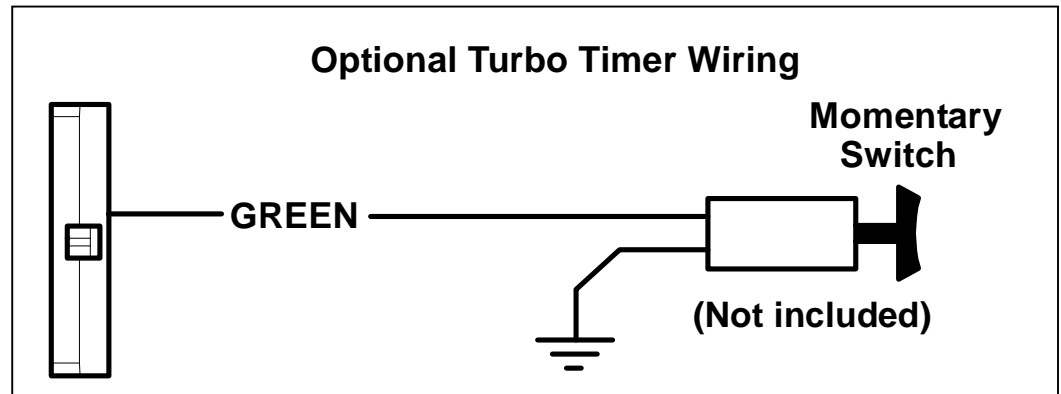 Optional Turbo Timer Wiring
Momentary
Switch
GREEN
(Not included)